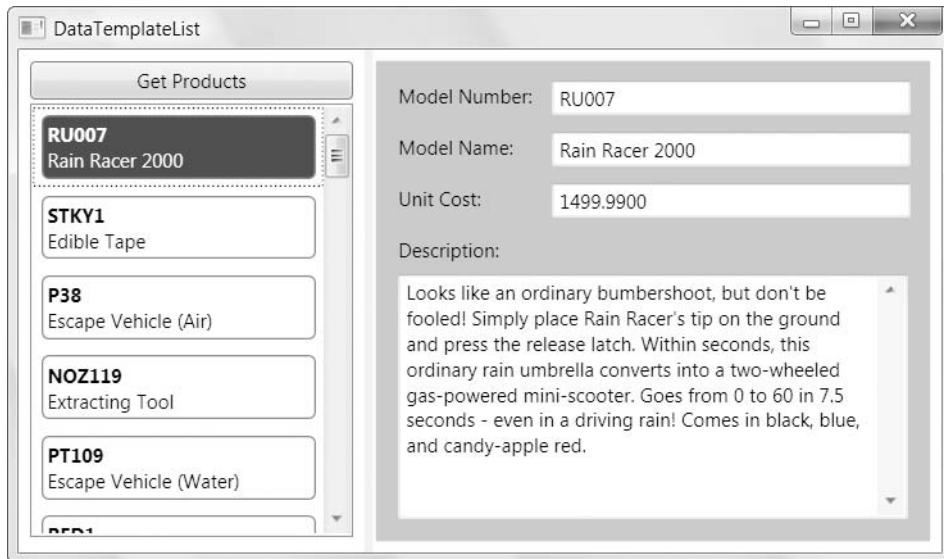 DataTemplateList
Get Products
RU007
Rain Racer 2000
STKY1
Edible Tape
P38
Escape Vehicle (Air)
NOZ119
Extracting Tool
PT109
Escape Vehicle (Water)
Model Number: RU007
Model Name: Rain Racer 2000
Unit Cost: 1499.9900
Description:
Looks like an ordinary bumbershoot, but don't be
fooled! Simply place Rain Racer's tip on the ground
and press the release latch. Within seconds, this
ordinary rain umbrella converts into a two-wheeled
gas-powered mini-scooter. Goes from 0 to 60 in 7.5
seconds - even in a driving rain! Comes in black, blue,
and candy-apple red.